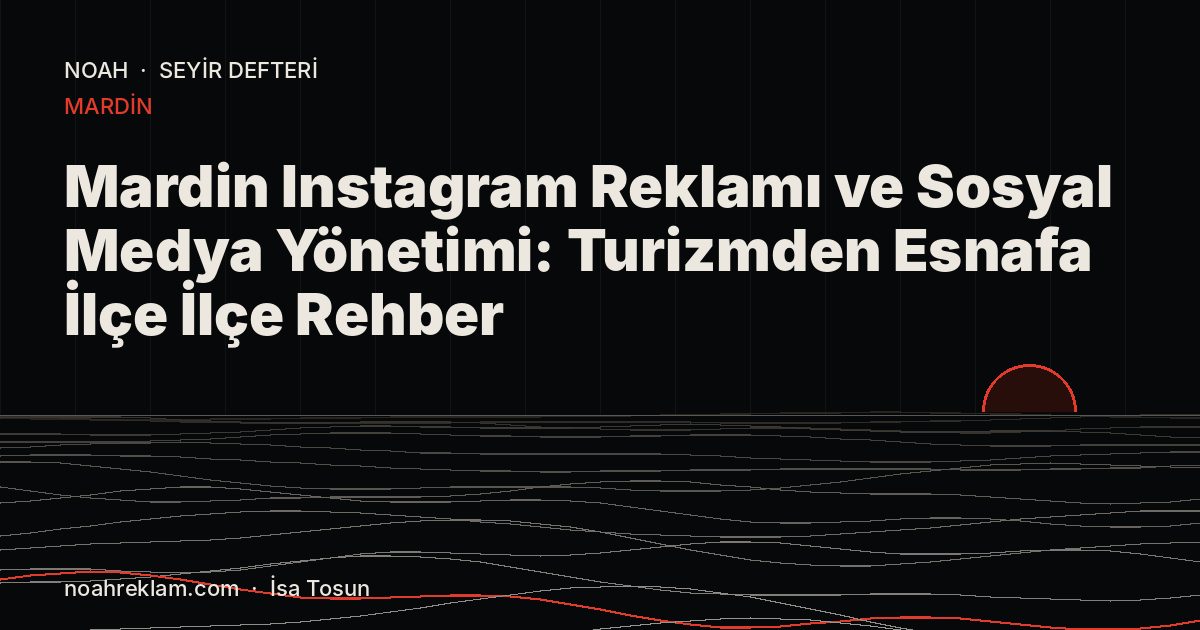 NOAH · SEYİR DEFTERİ
MARDİN
Mardin Instagram Reklamı ve Sosyal
Medya Yönetimi: Turizmden Esnafa
İlçe İlçe Rehber
noahreklam.com · İsa Tosun